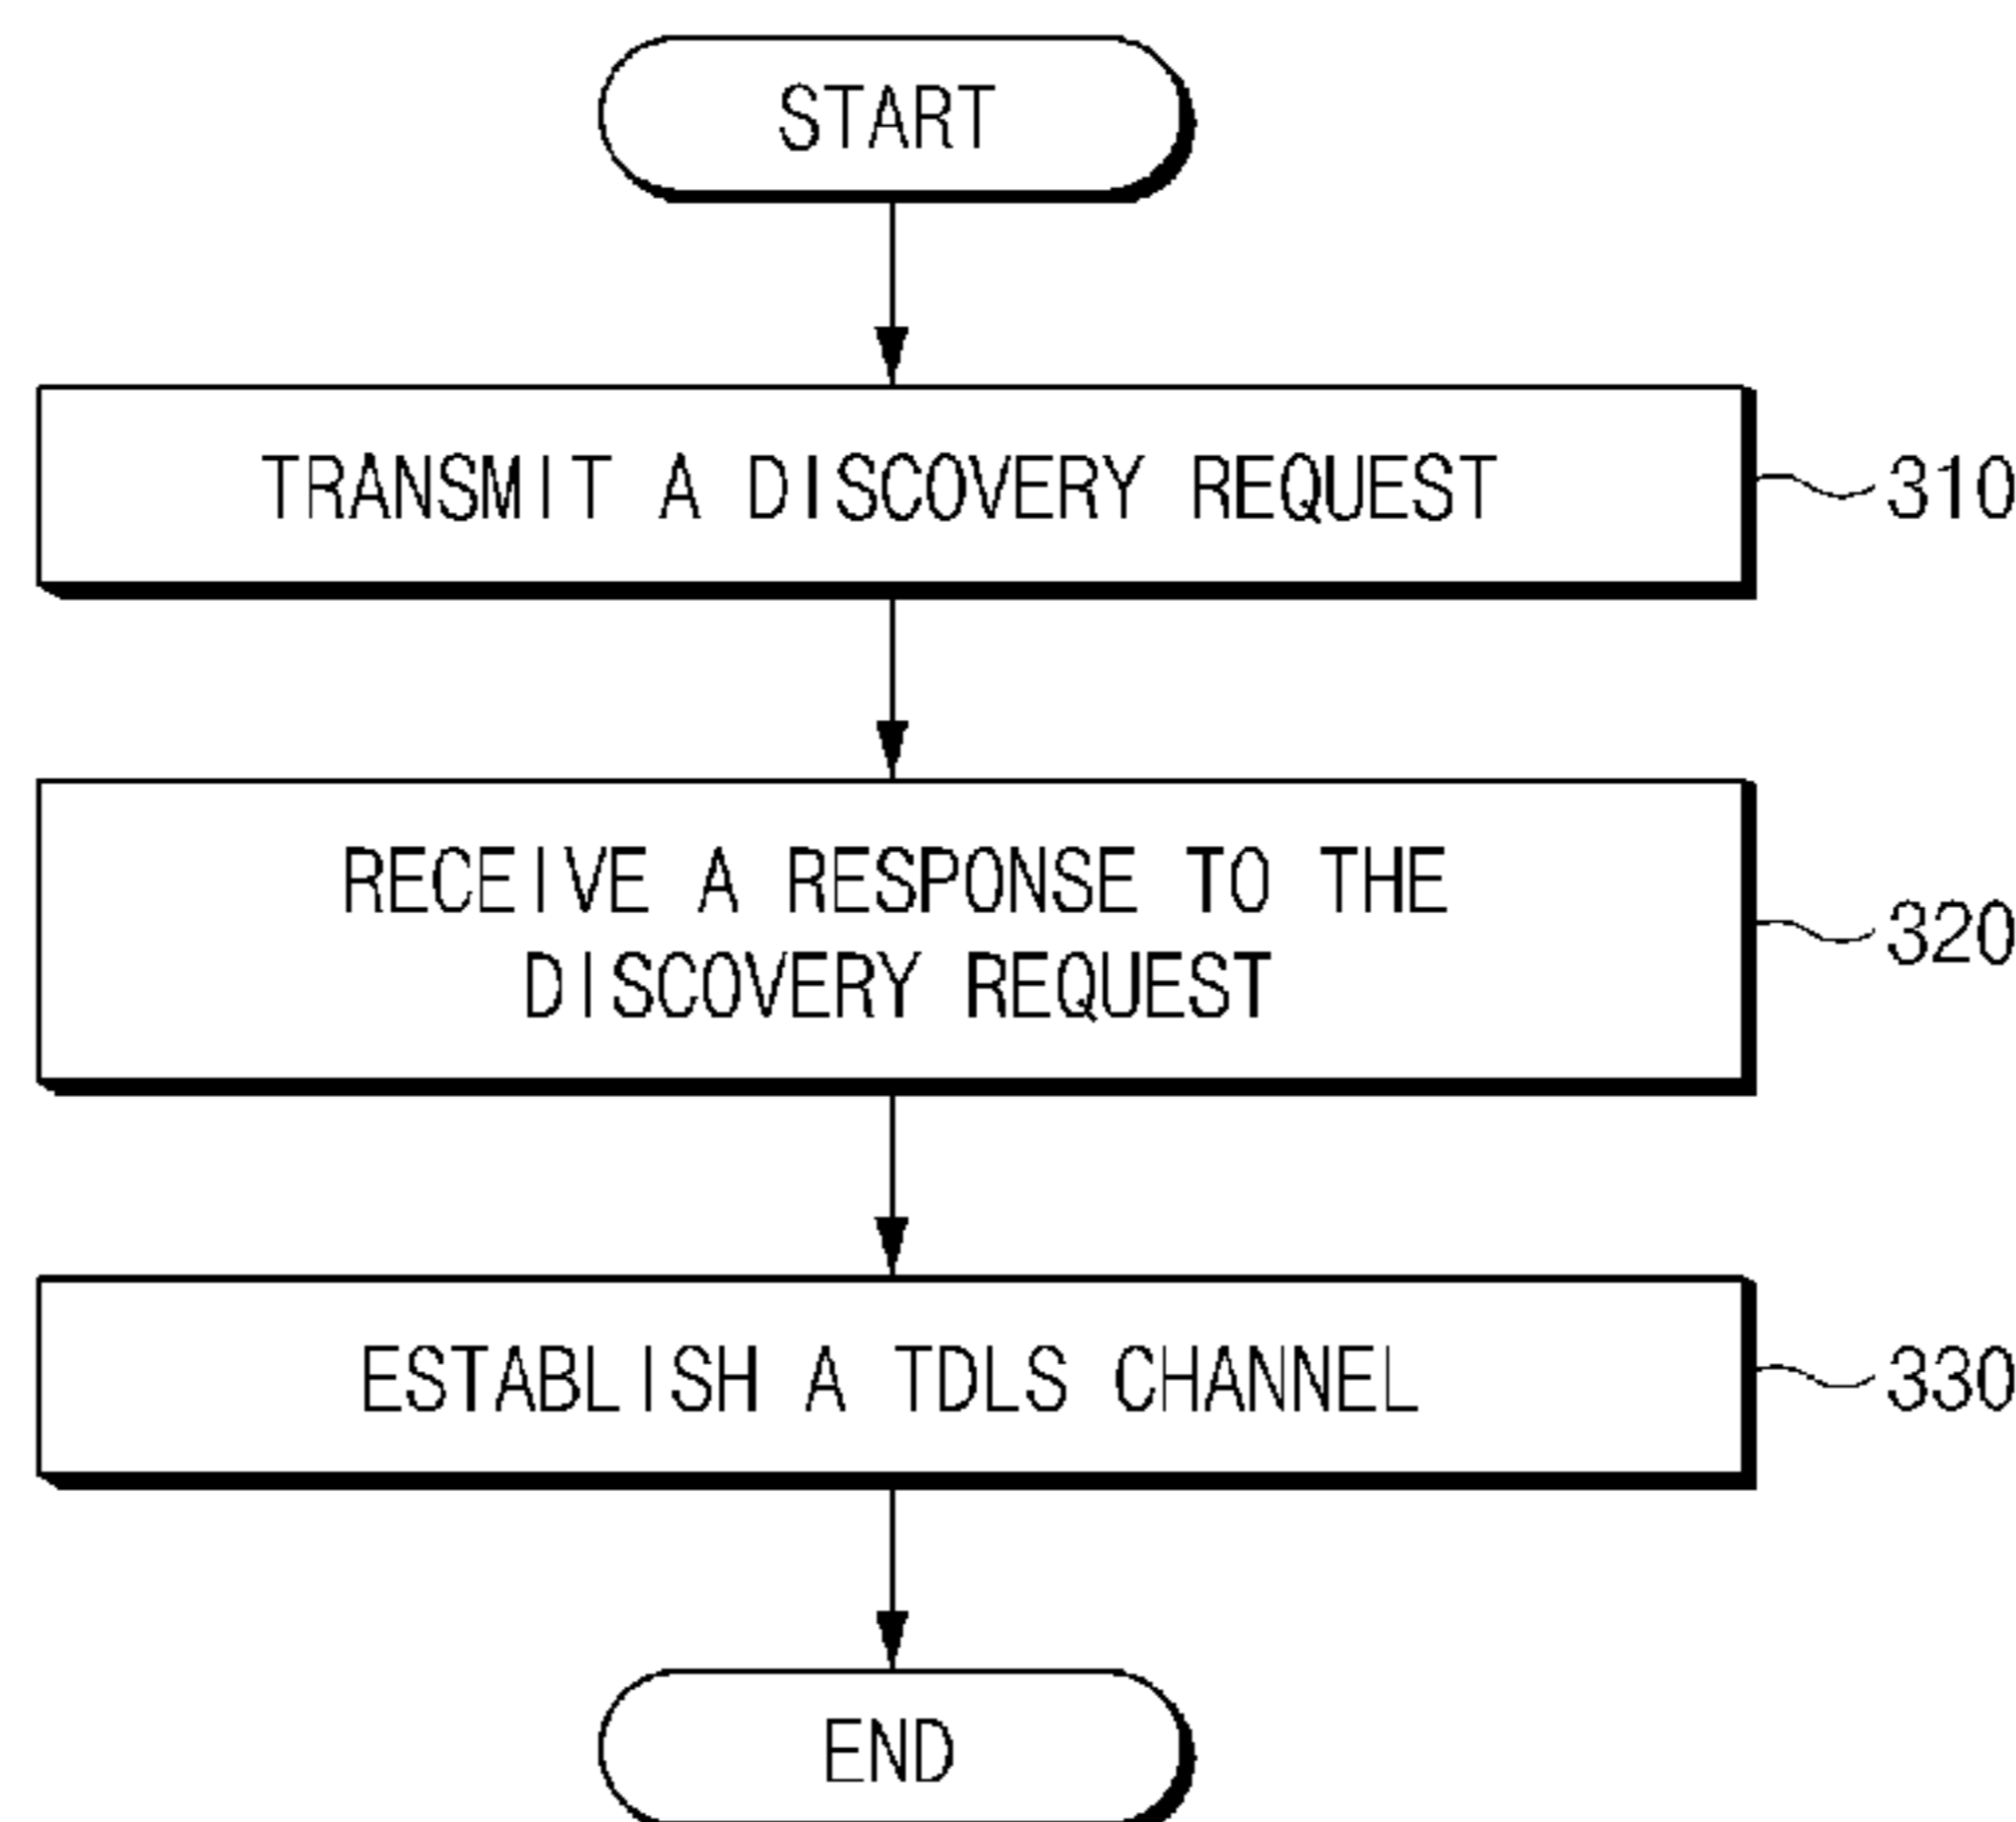 START
TRANSMIT A DISCOVERY REQUEST
310
RECEIVE A RESPONSE TO THE
DISCOVERY REQUEST
320
ESTABLISH A TDLS CHANNEL
330
END